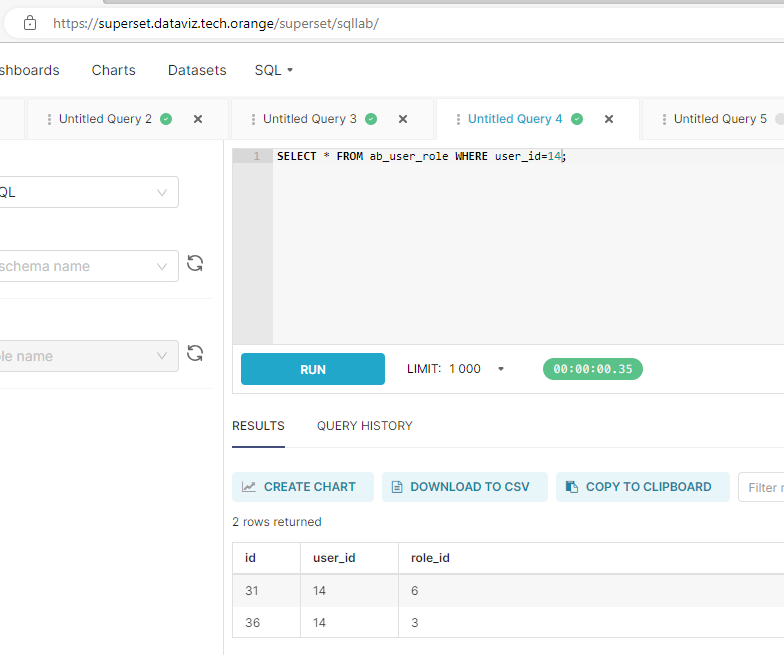 https://superset.dataviz.tech.orange/superset/sqllab/
shboards Charts Datasets SQL
Untitled Query 2 Untitled Query 3 Untitled Query 4 Untitled Query 5
1 SELECT * FROM ab_user_role WHERE user_id=14;
QL
schema name
le name
RUN LIMIT: 1 000 00:00:00.35
RESULTS QUERY HISTORY
CREATE CHART DOWNLOAD TO CSV COPY TO CLIPBOARD Filter r
2 rows returned
id user_id role_id
31 14 6
36 14 3